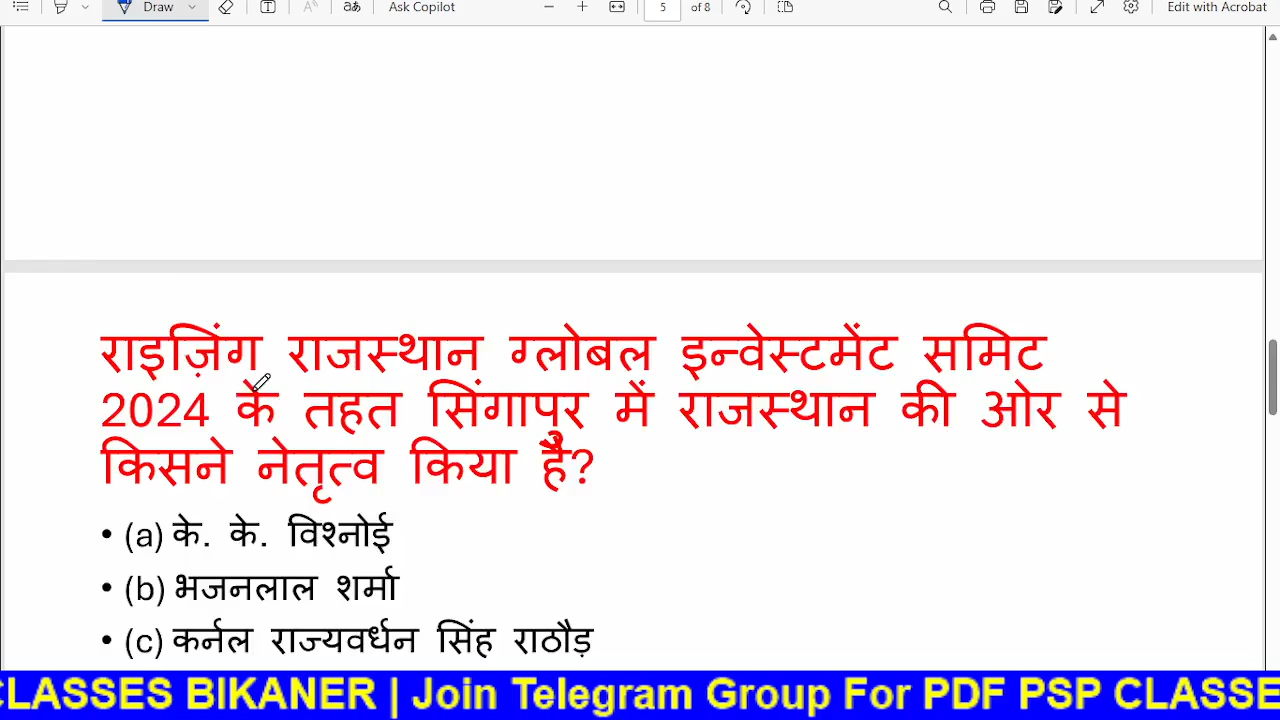 Draw
Ask Copilot
5
of 8
Edit with Acrobat
राइज़िंग राजस्थान ग्लोबल इन्वेस्टमेंट समिट
2024 के तहत सिंगापुर में राजस्थान की ओर से
किसने नेतृत्व किया है?
• (a) के. के. विश्नोई
• (b) भजनलाल शर्मा
• (c) कर्नल राज्यवर्धन सिंह राठौड़
CLASSES BIKANER | Join Telegram Group For PDF PSP CLASSE